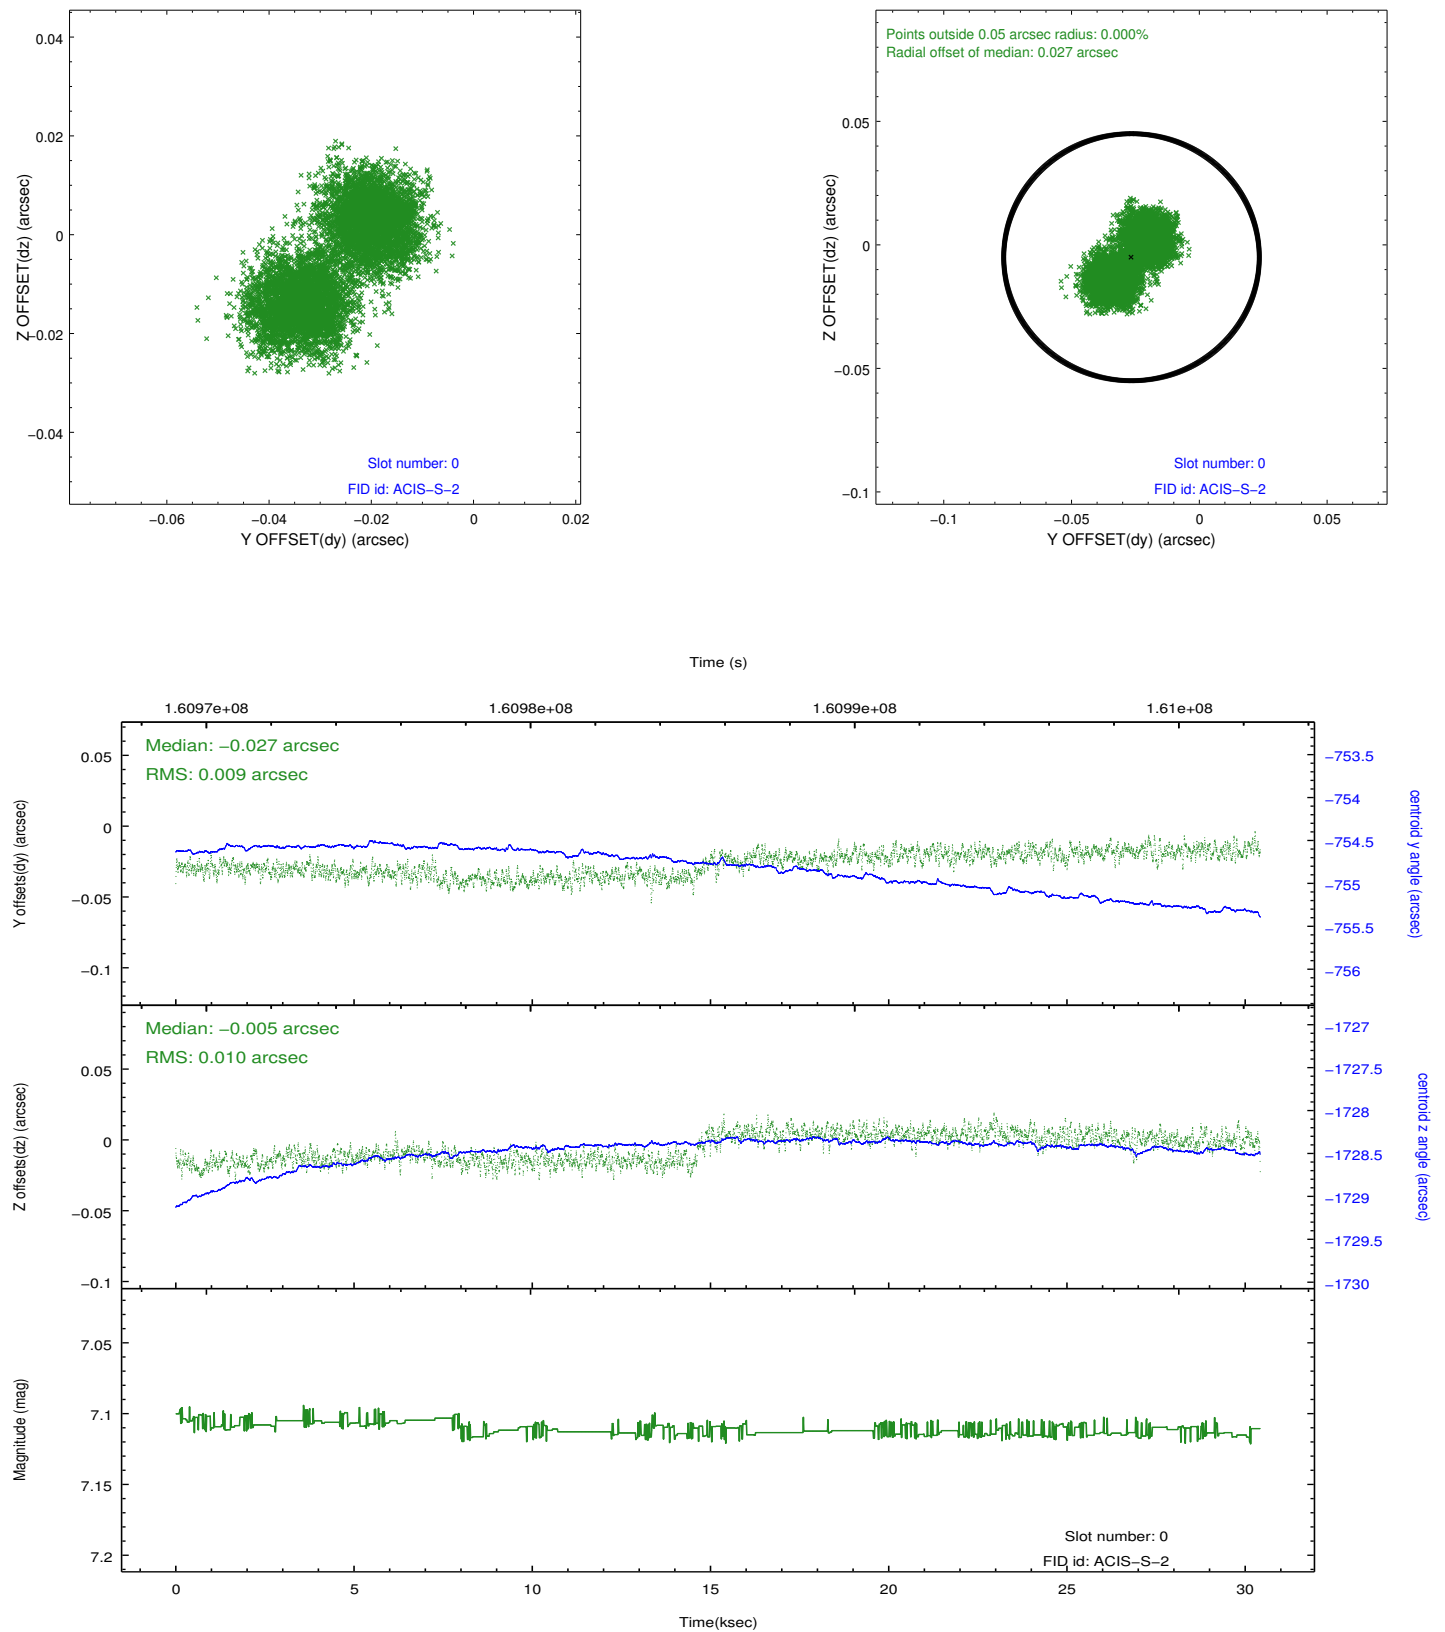 0.04
0.02
0
−0.02
−0.04
Z OFFSET(dz) (arcsec)
Slot number: 0
FID id: ACIS−S−2
−0.06
−0.04
−0.02
0
0.02
Y OFFSET(dy) (arcsec)
Points outside 0.05 arcsec radius: 0.000%
Radial offset of median: 0.027 arcsec
0.05
0
−0.05
−0.1
Z OFFSET(dz) (arcsec)
Slot number: 0
FID id: ACIS−S−2
−0.1
−0.05
0
0.05
Y OFFSET(dy) (arcsec)
Time (s)
1.6097e+08
1.6098e+08
1.6099e+08
1.61e+08
Median: −0.027 arcsec
RMS: 0.009 arcsec
0.05
0
−0.05
−0.1
Y offsets(dy) (arcsec)
−753.5
−754
−754.5
−755
−755.5
−756
centroid y angle (arcsec)
Median: −0.005 arcsec
RMS: 0.010 arcsec
0.05
0
−0.05
−0.1
Z offsets(dz) (arcsec)
−1727
−1727.5
−1728
−1728.5
−1729
−1729.5
−1730
centroid z angle (arcsec)
7.05
7.1
7.15
7.2
Magnitude (mag)
Slot number: 0
FID id: ACIS−S−2
0
5
10
15
20
25
30
Time(ksec)